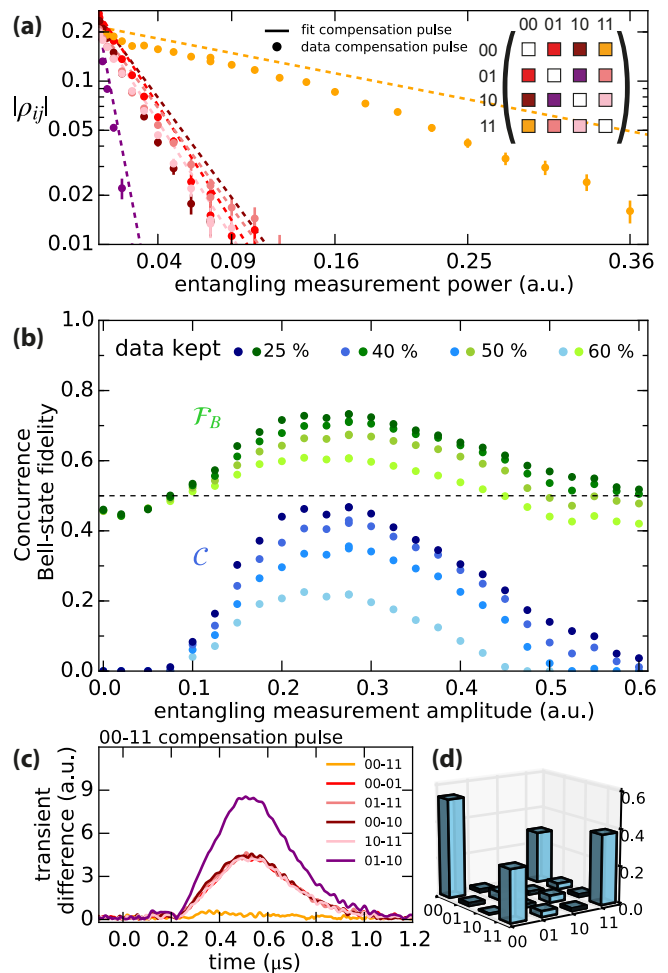 (a)
fit compensation pulse
data compensation pulse
00 01 10 11
00
01
10
11
|ρij|
0.2
0.1
0.05
0.02
0.01
0.04 0.09 0.16 0.25 0.36
entangling measurement power (a.u.)
(b)
data kept 25 % 40 % 50 % 60 %
F_B
C
Concurrence
Bell-state fidelity
1.0
0.8
0.6
0.4
0.2
0.0
0.0 0.1 0.2 0.3 0.4 0.5 0.6
entangling measurement amplitude (a.u.)
(c)
00-11 compensation pulse
00-11
00-01
01-11
00-10
10-11
01-10
transient
difference (a.u.)
9
6
3
0
0.0 0.2 0.4 0.6 0.8 1.0 1.2
time (μs)
(d)
0.6
0.4
0.2
0.0
00 01 10 11
00 01 10 11